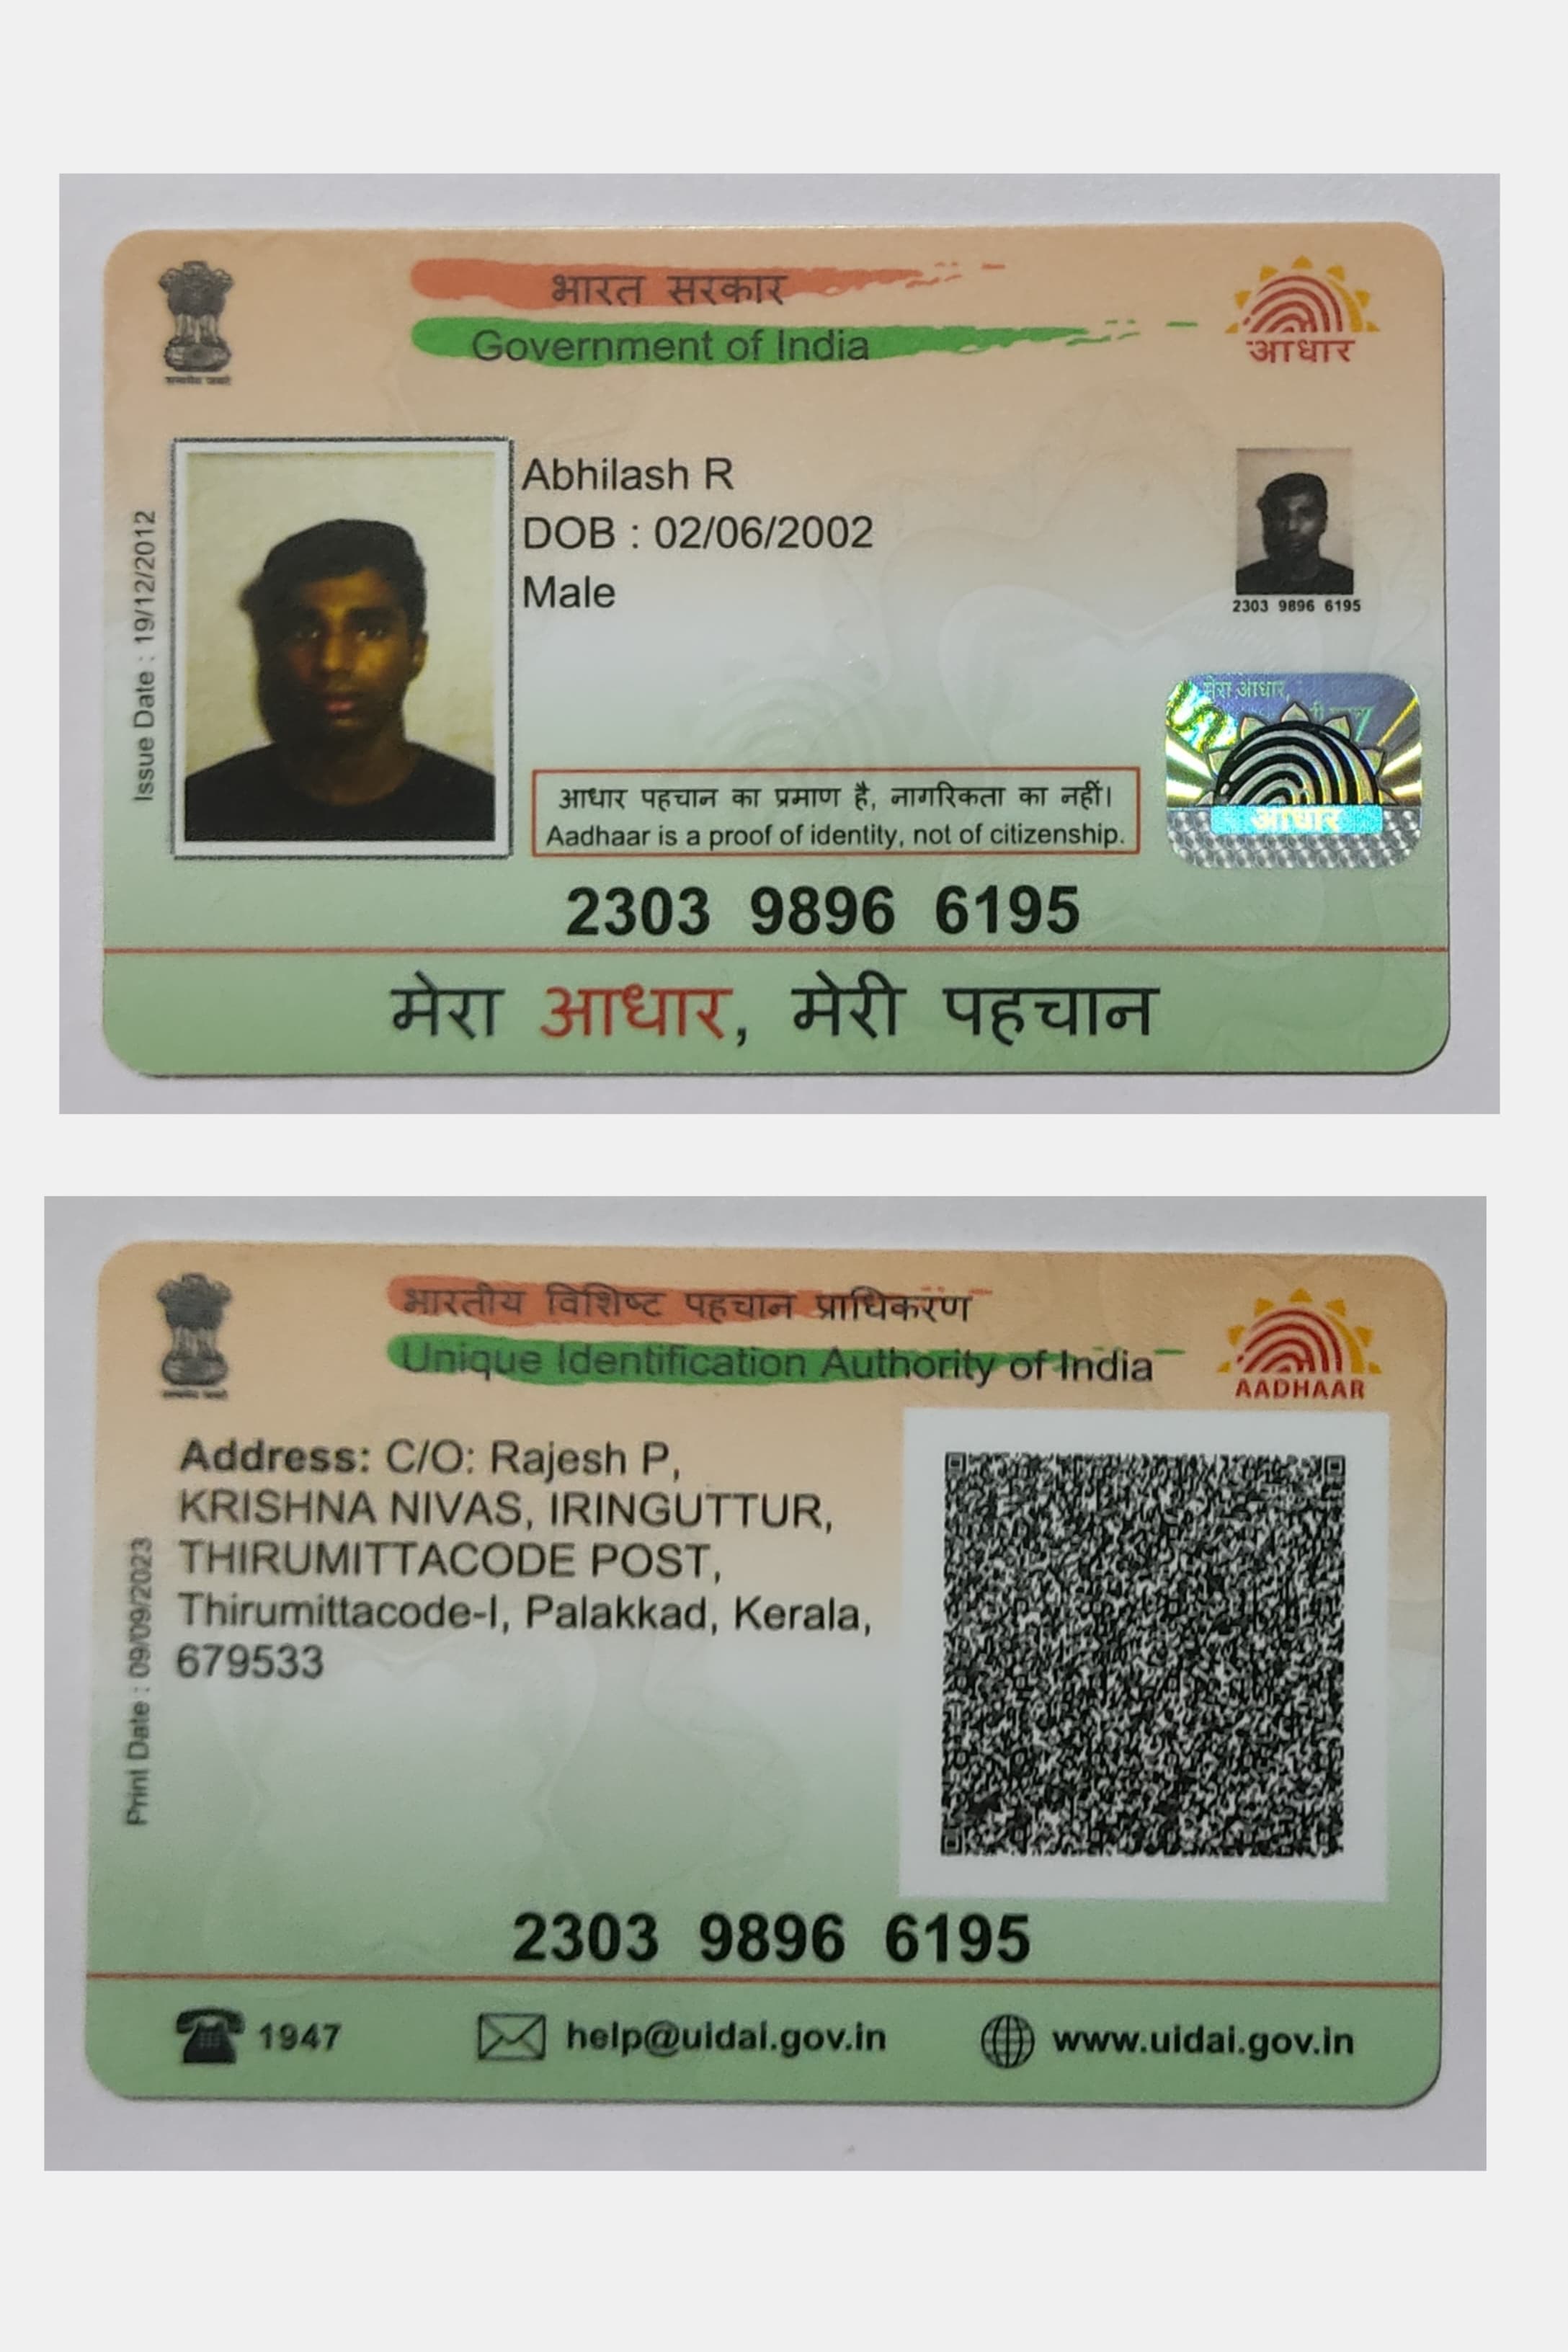 भारत सरकार
Government of India
आधार
Issue Date : 19/12/2012
Abhilash R
DOB : 02/06/2002
Male
2303 9896 6195
मेरा आधार,
आधार
आधार पहचान का प्रमाण है, नागरिकता का नहीं।
Aadhaar is a proof of identity, not of citizenship.
2303 9896 6195
मेरा आधार, मेरी पहचान
भारतीय विशिष्ट पहचान प्राधिकरण
Unique Identification Authority of India
AADHAAR
Print Date : 09/09/2023
Address: C/O: Rajesh P,
KRISHNA NIVAS, IRINGUTTUR,
THIRUMITTACODE POST,
Thirumittacode-I, Palakkad, Kerala,
679533
2303 9896 6195
1947
help@uidai.gov.in
www.uidai.gov.in